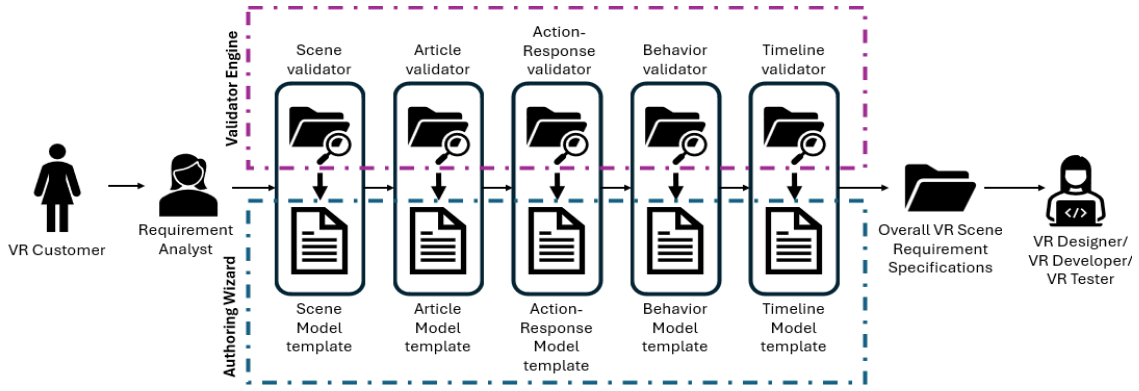 Validator Engine
Scene
validator
Article
validator
Action-
Response
validator
Behavior
validator
Timeline
validator
VR Customer
Requirement
Analyst
</>
Overall VR Scene
Requirement
Specifications
VR Designer/
VR Developer/
VR Tester
Authoring Wizard
Scene
Model
template
Article
Model
template
Action-
Response
Model
template
Behavior
Model
template
Timeline
Model
template